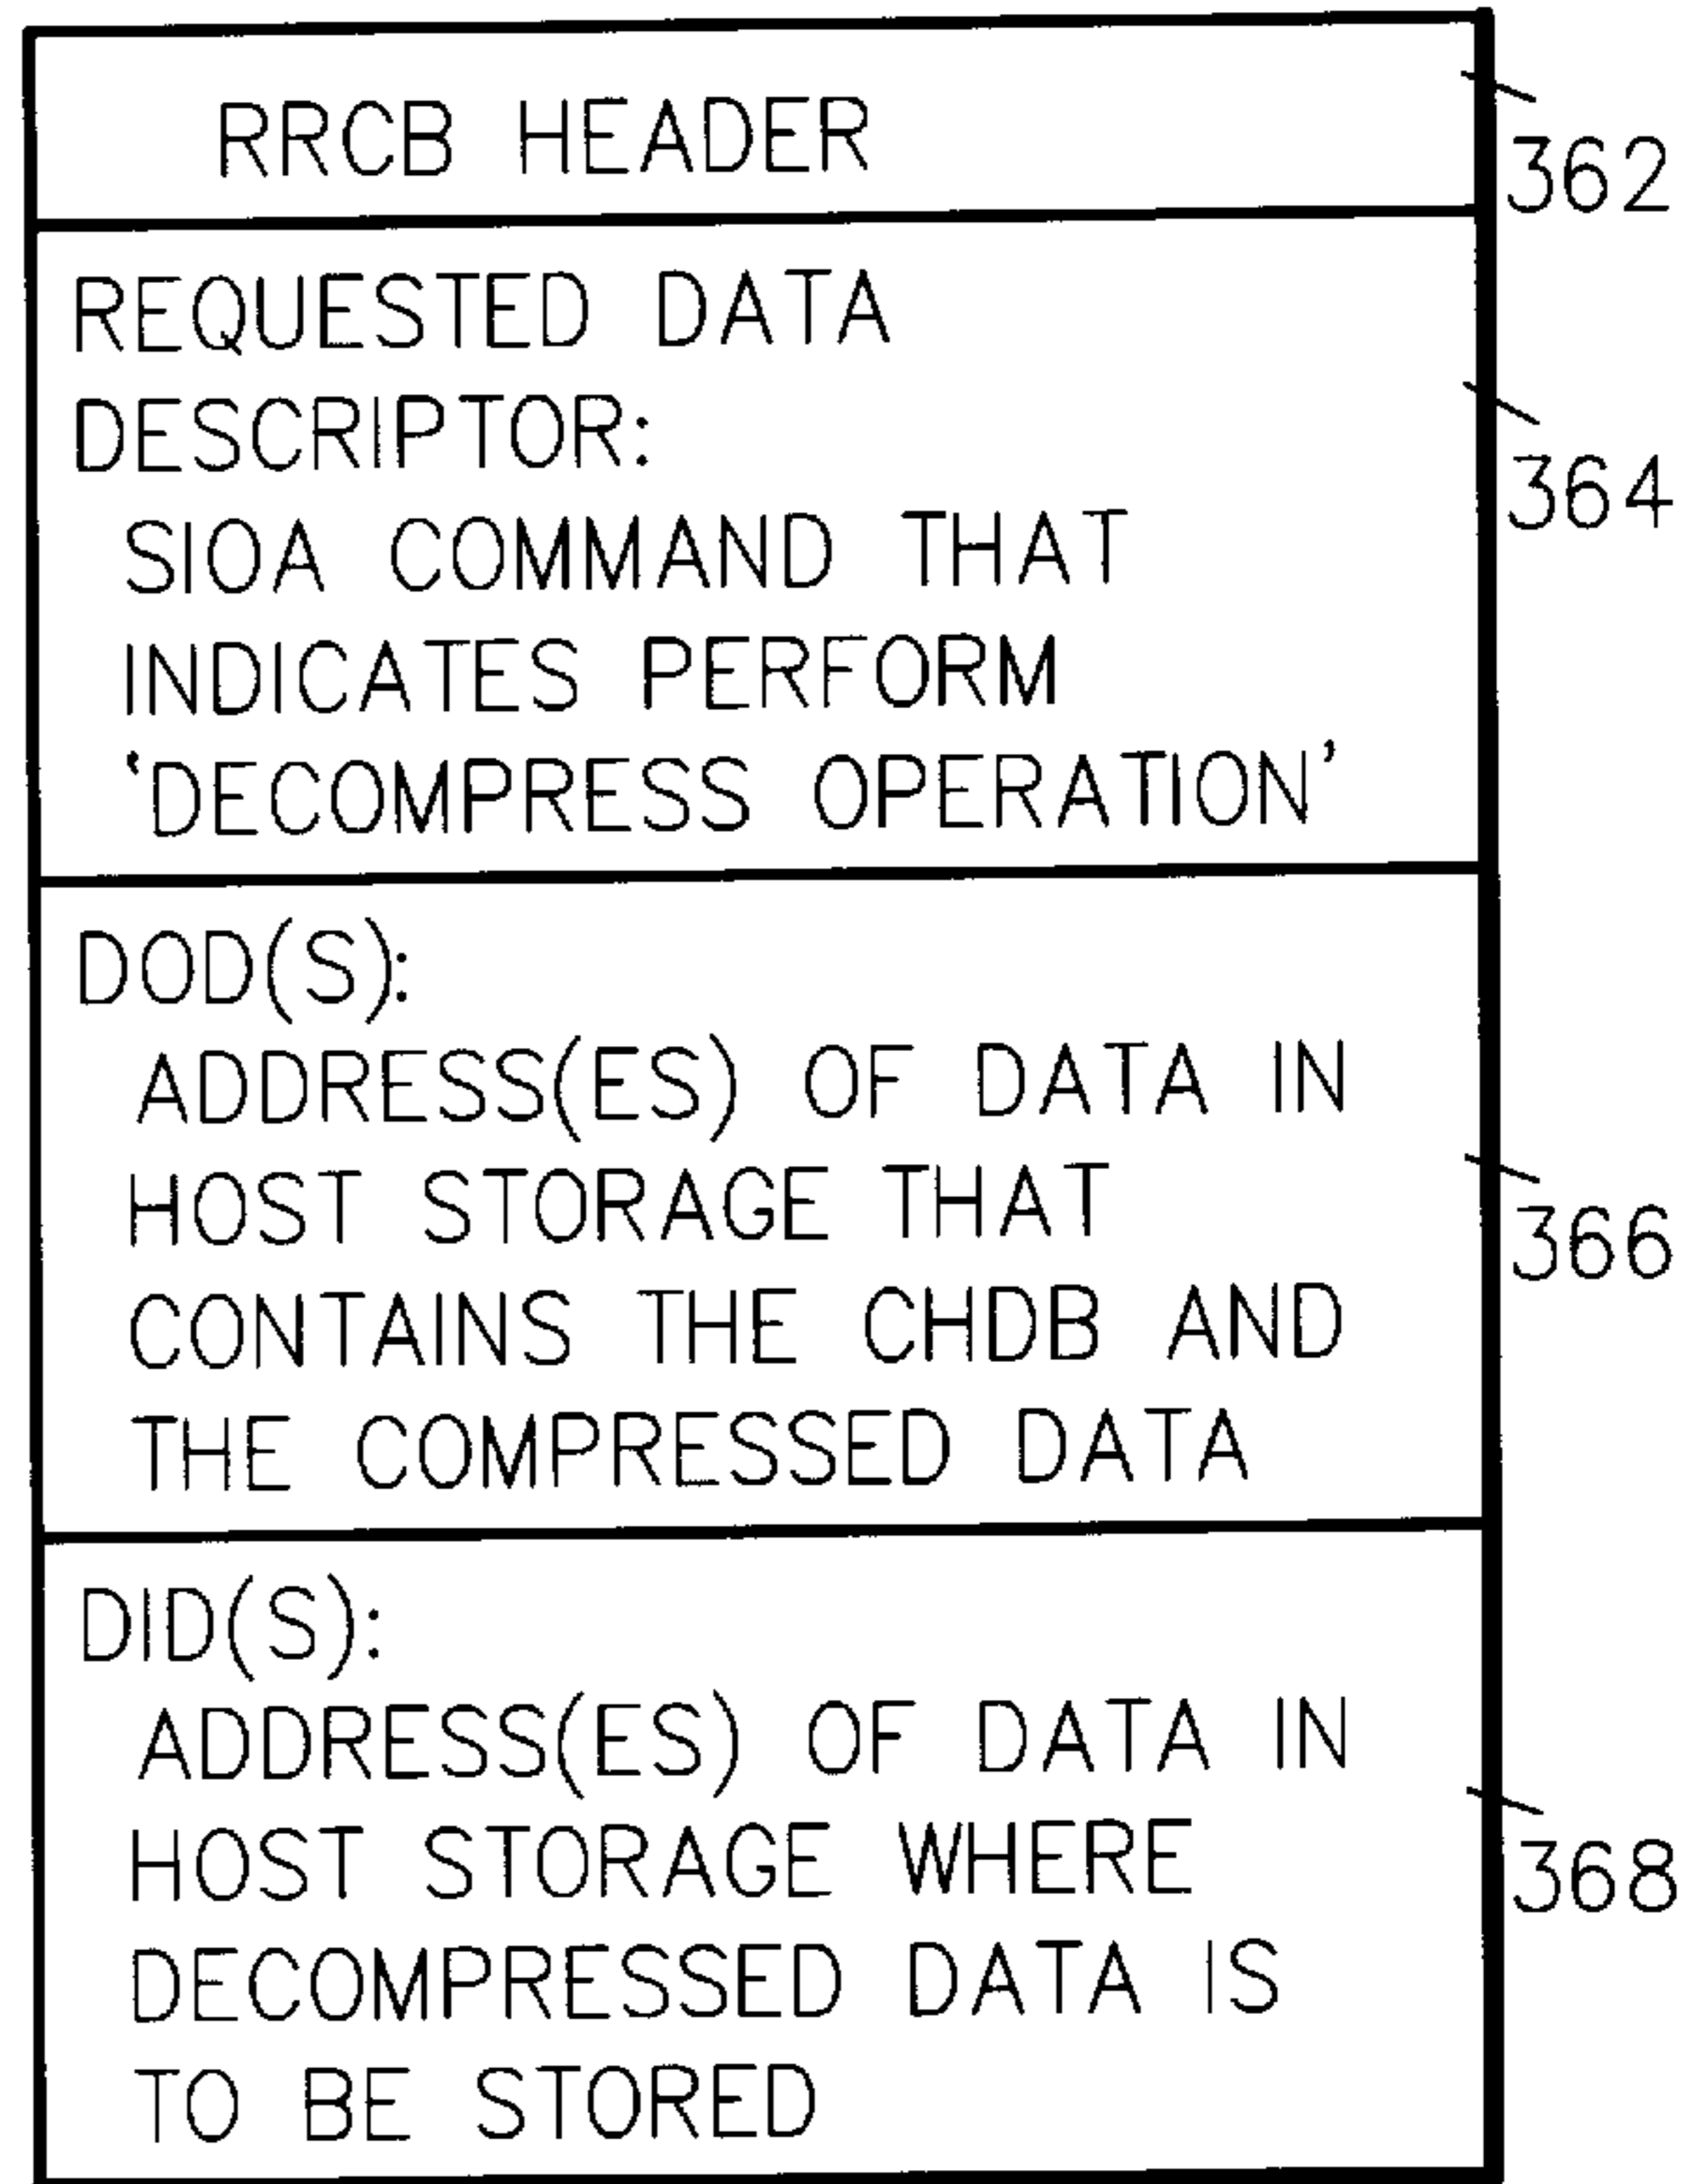 RRCB HEADER
362
REQUESTED DATA
DESCRIPTOR:
SIOA COMMAND THAT
INDICATES PERFORM
'DECOMPRESS OPERATION'
364
DOD(S):
ADDRESS(ES) OF DATA IN
HOST STORAGE THAT
CONTAINS THE CHDB AND
THE COMPRESSED DATA
366
DID(S):
ADDRESS(ES) OF DATA IN
HOST STORAGE WHERE
DECOMPRESSED DATA IS
TO BE STORED
368